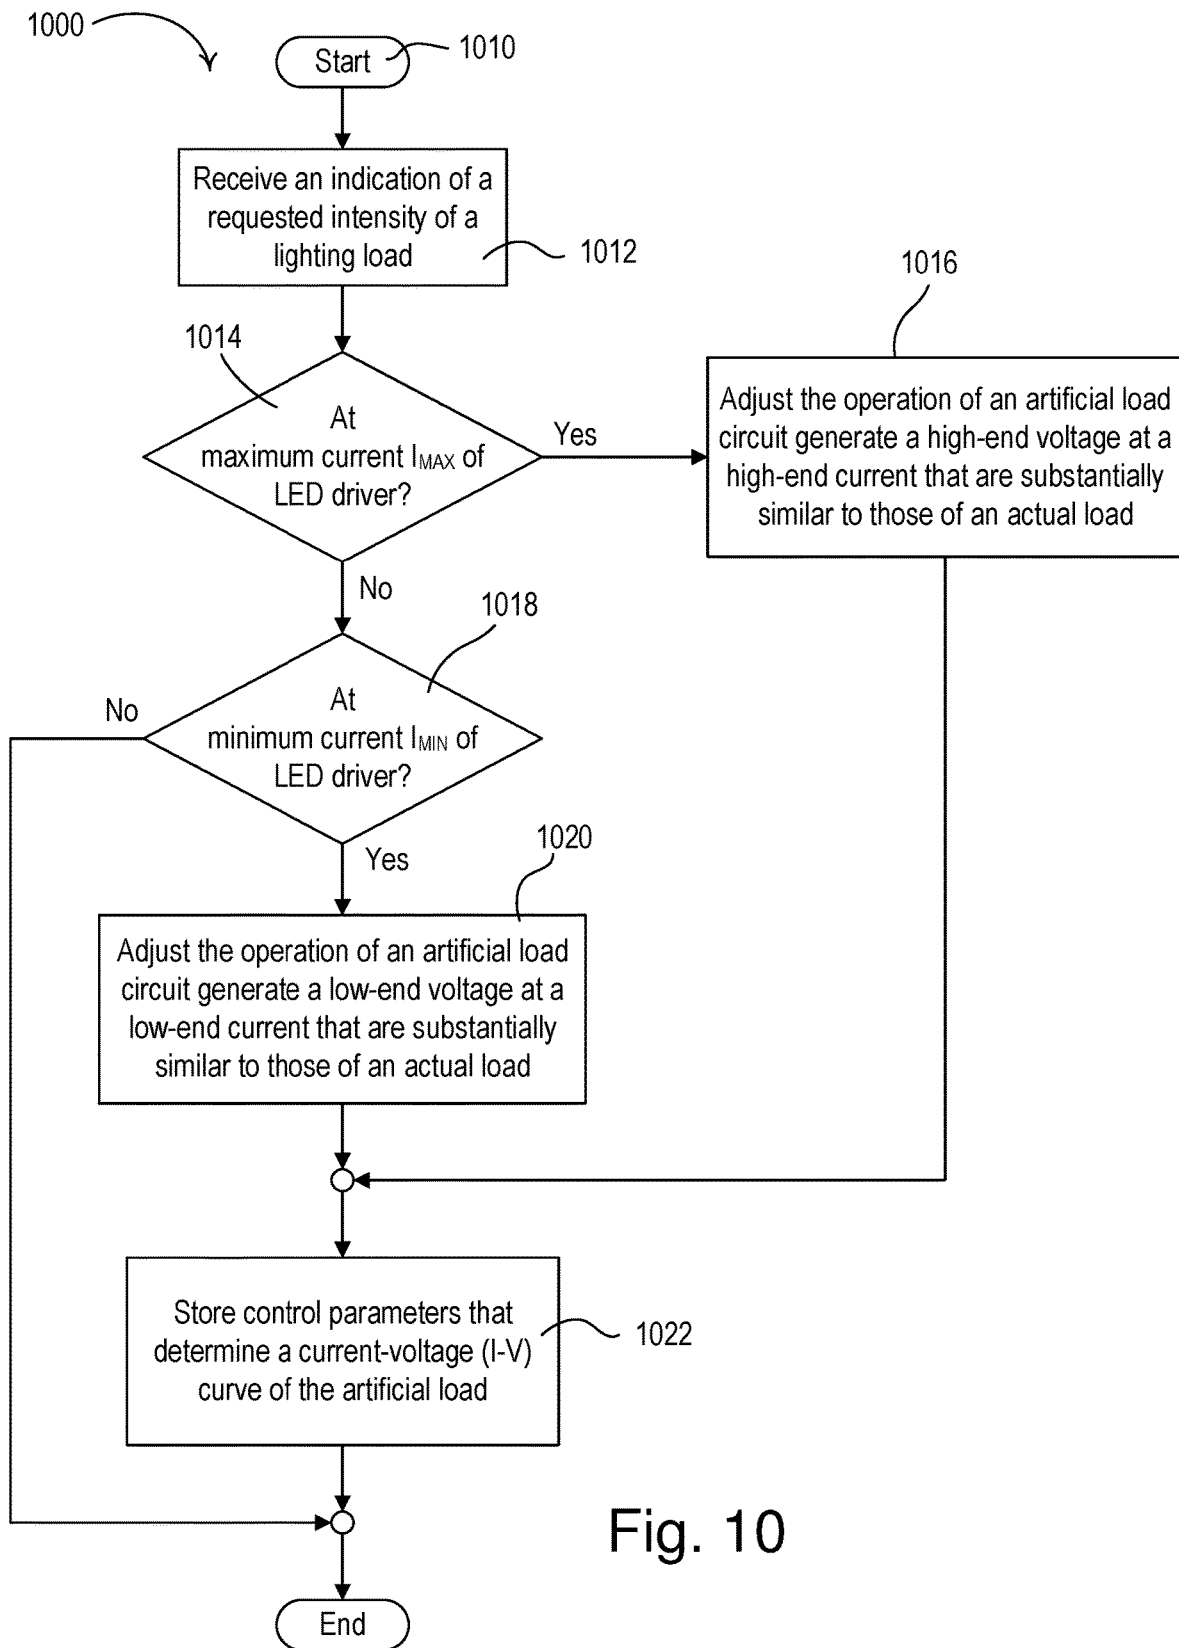 1000
Start
1010
Receive an indication of a
requested intensity of a
lighting load
1012
1014
At
maximum current IMAX of
LED driver?
Yes
1016
Adjust the operation of an artificial load
circuit generate a high-end voltage at a
high-end current that are substantially
similar to those of an actual load
No
1018
At
minimum current IMIN of
LED driver?
No
Yes
1020
Adjust the operation of an artificial load
circuit generate a low-end voltage at a
low-end current that are substantially
similar to those of an actual load
Store control parameters that
determine a current-voltage (I-V)
curve of the artificial load
1022
Fig. 10
End